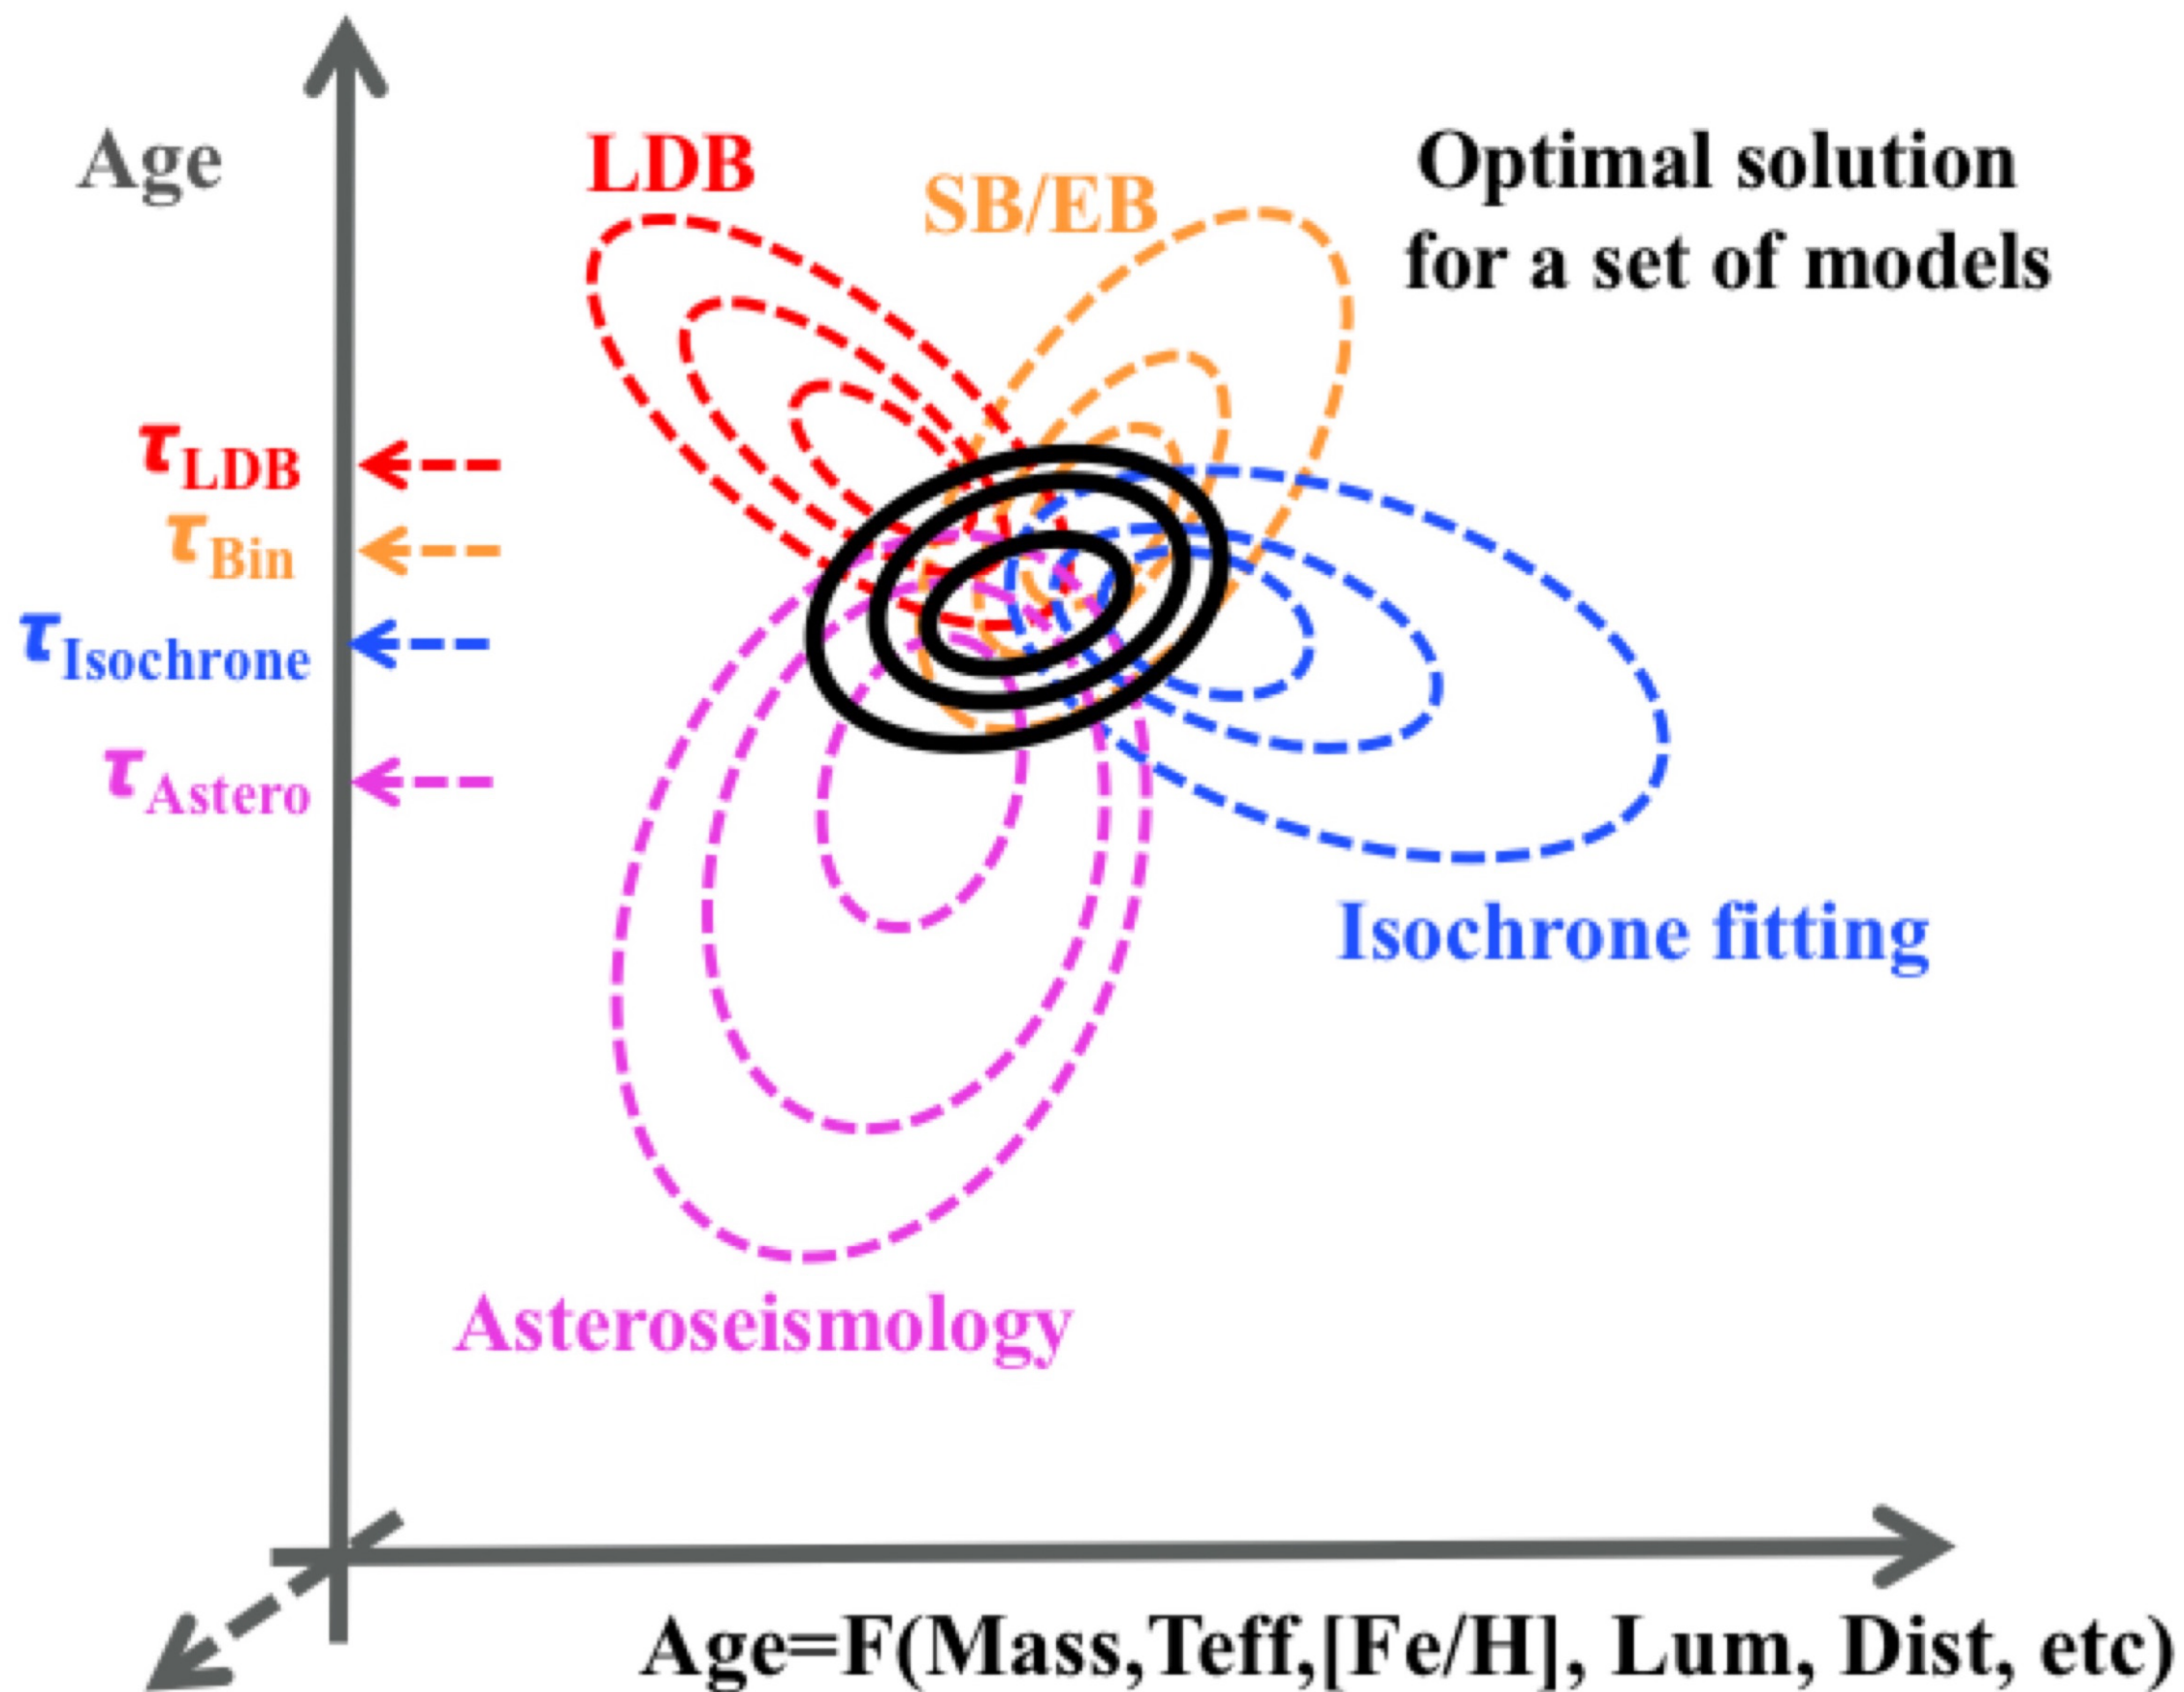 Age
LDB
SB/EB
Optimal solution
for a set of models
τLDB
τBin
τIsochrone
τAstero
Isochrone fitting
Asteroseismology
Age=F(Mass,Teff,[Fe/H], Lum, Dist, etc)